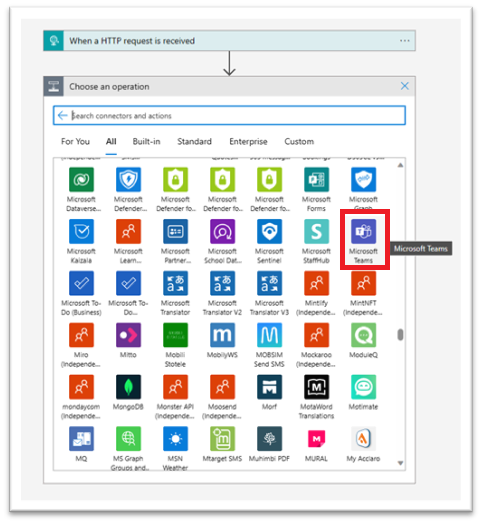 When a HTTP request is received
Choose an operation
Search connectors and actions
For You All Built-in Standard Enterprise Custom
Microsoft Dataverse...
Microsoft Defender...
Microsoft Defender fo...
Microsoft Defender fo...
Microsoft Defender fo...
Microsoft Forms
Microsoft Graph
Microsoft Kaizala
Microsoft Learn...
Microsoft Partner...
Microsoft School Dat...
Microsoft Sentinel
Microsoft StaffHub
Microsoft Teams
Microsoft Teams
Microsoft To-Do (Business)
Microsoft To-Do...
Microsoft Translator
Microsoft Translator V2
Microsoft Translator V3
Mintlify (Independe...
MintNFT (Independe...
Miro (Independe...
Mitto
Mobili Stotele
MobilyWS
MOBSIM Send SMS
Mockaroo (Independe...
ModuleQ
mondaycom (Independe...
MongoDB
Monster API (Independe...
Moosend (Independe...
Morf
MetaWord Translations
Motimate
MQ
MS Graph Groups and...
MSN Weather
Mtarget SMS
Muhimbi PDF
MURAL
My Acclaro